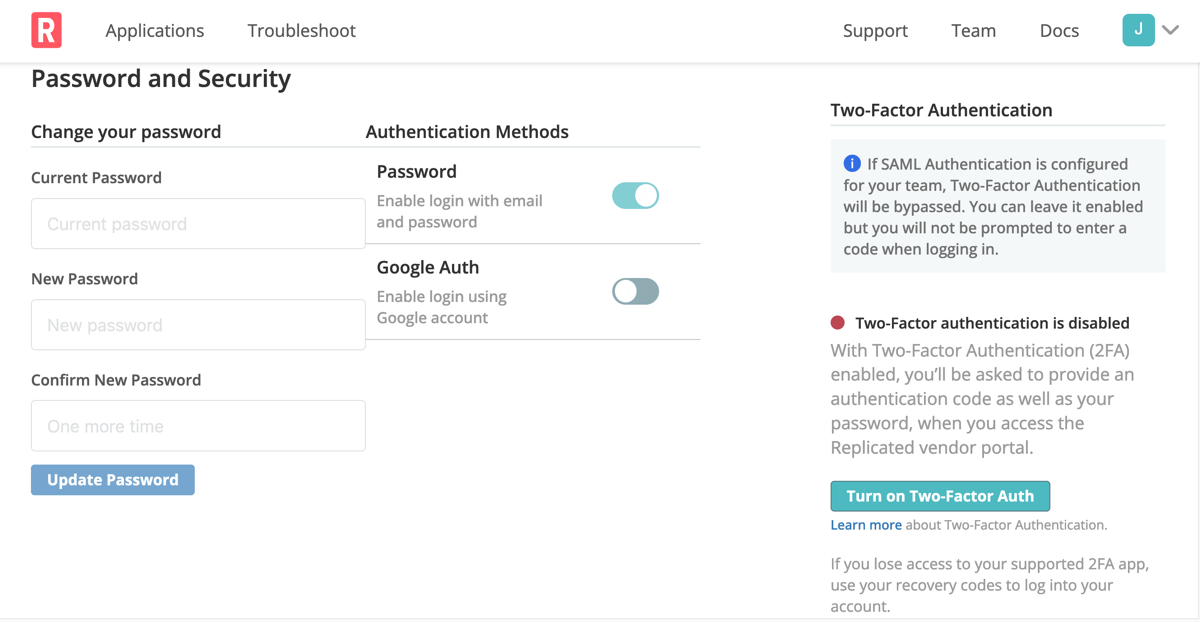 R
Applications
Troubleshoot
Support
Team
Docs
J
Password and Security
Change your password
Current Password
Current password
New Password
New password
Confirm New Password
One more time
Update Password
Authentication Methods
Password
Enable login with email
and password
Google Auth
Enable login using
Google account
Two-Factor Authentication
i If SAML Authentication is configured
for your team, Two-Factor Authentication
will be bypassed. You can leave it enabled
but you will not be prompted to enter a
code when logging in.
Two-Factor authentication is disabled
With Two-Factor Authentication (2FA)
enabled, you’ll be asked to provide an
authentication code as well as your
password, when you access the
Replicated vendor portal.
Turn on Two-Factor Auth
Learn more about Two-Factor Authentication.
If you lose access to your supported 2FA app,
use your recovery codes to log into your
account.